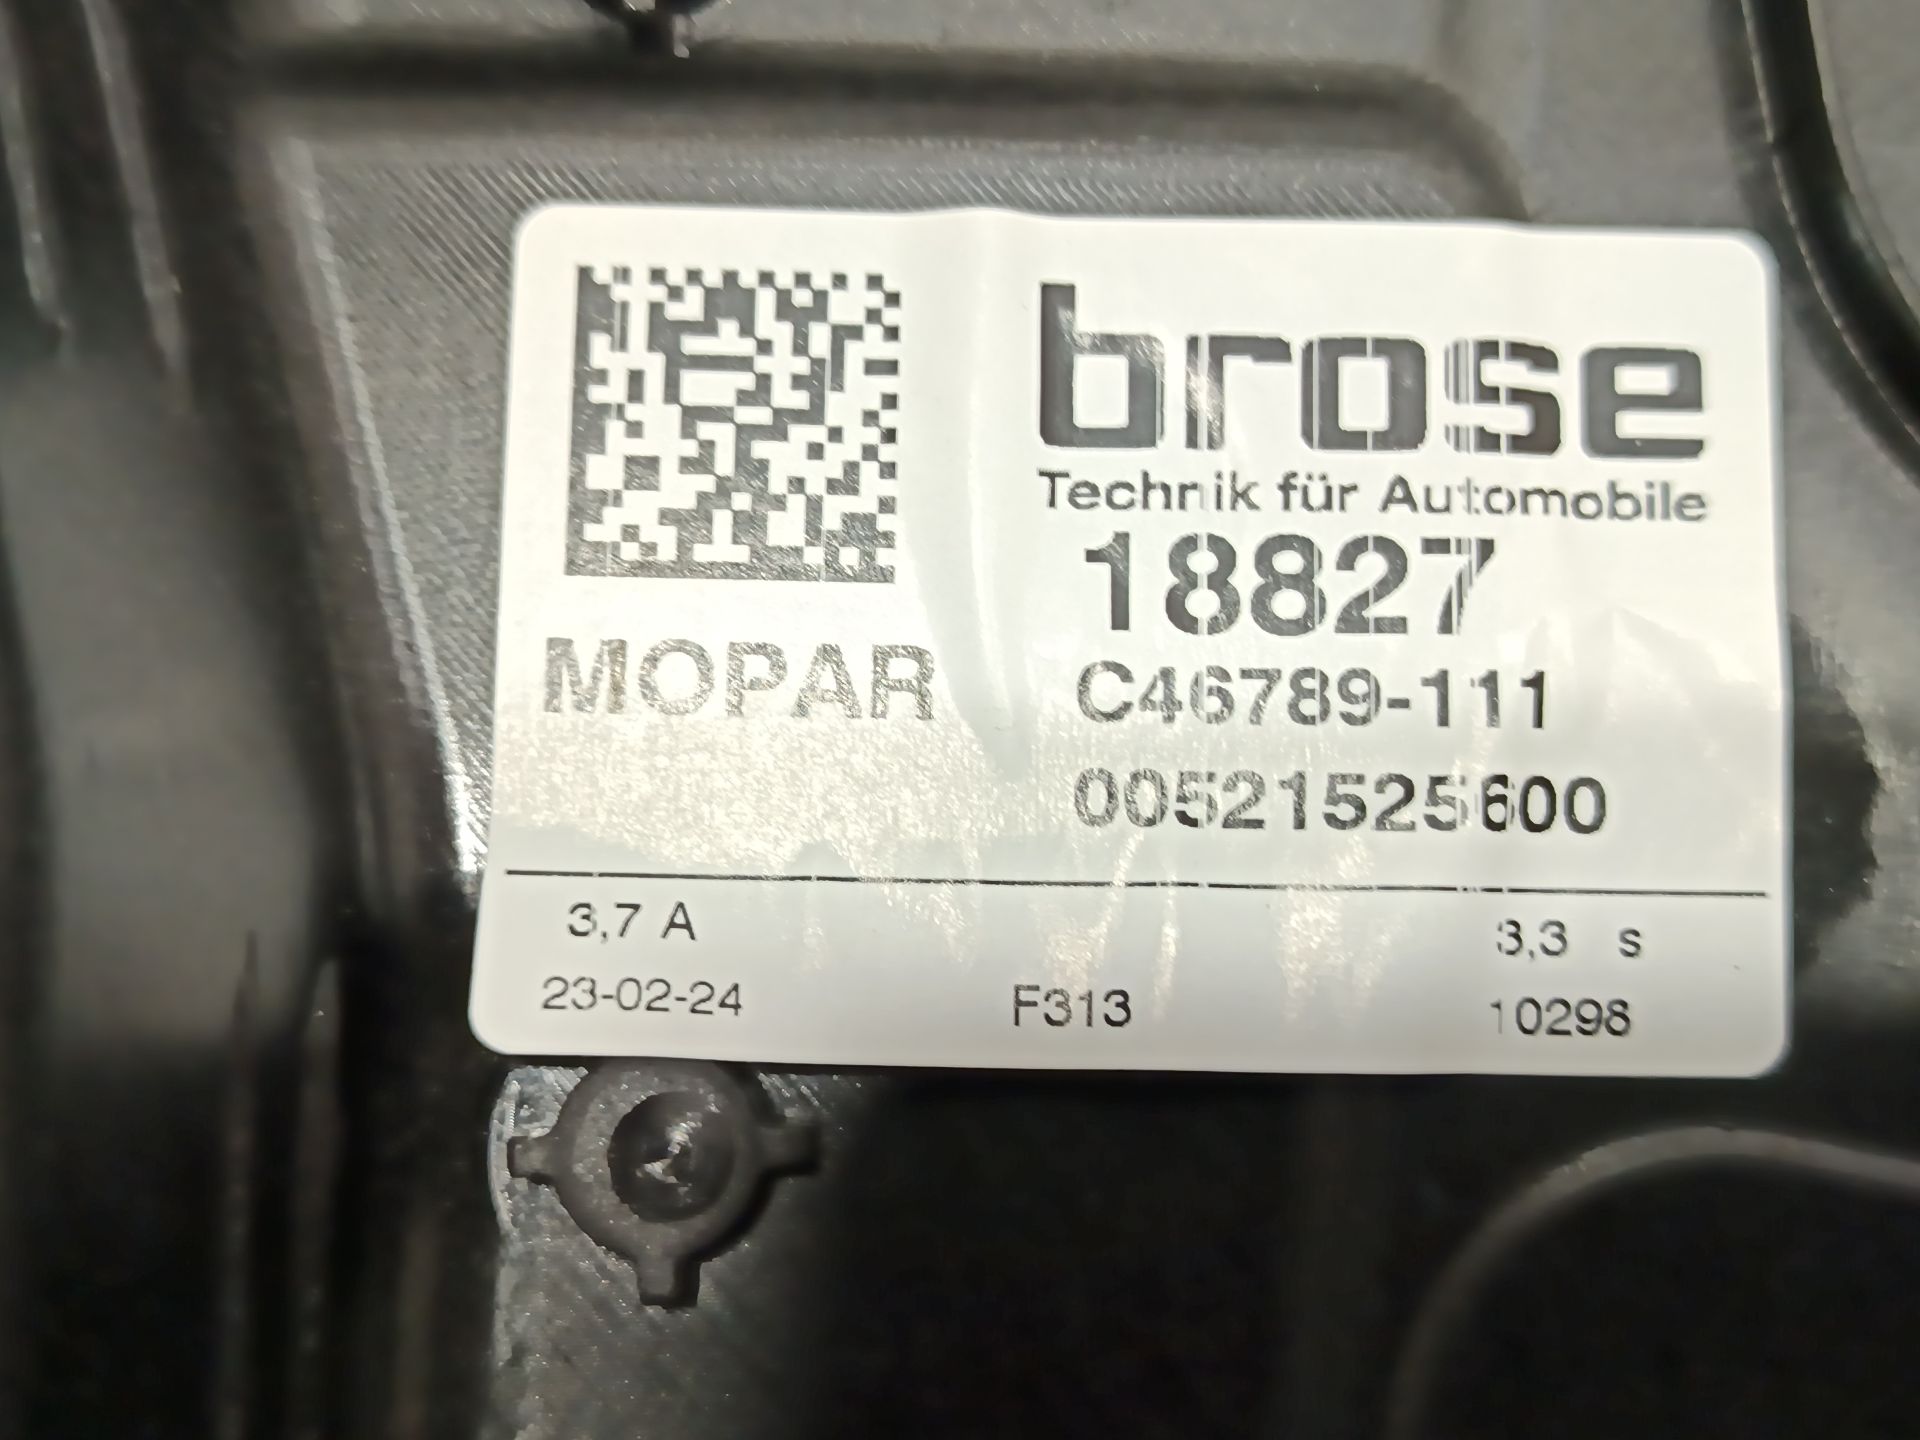 brose
Technik für Automobile
18827
MOPAR
C46789-111
00521525600
3,7 A
3,3 s
23-02-24
F313
10298